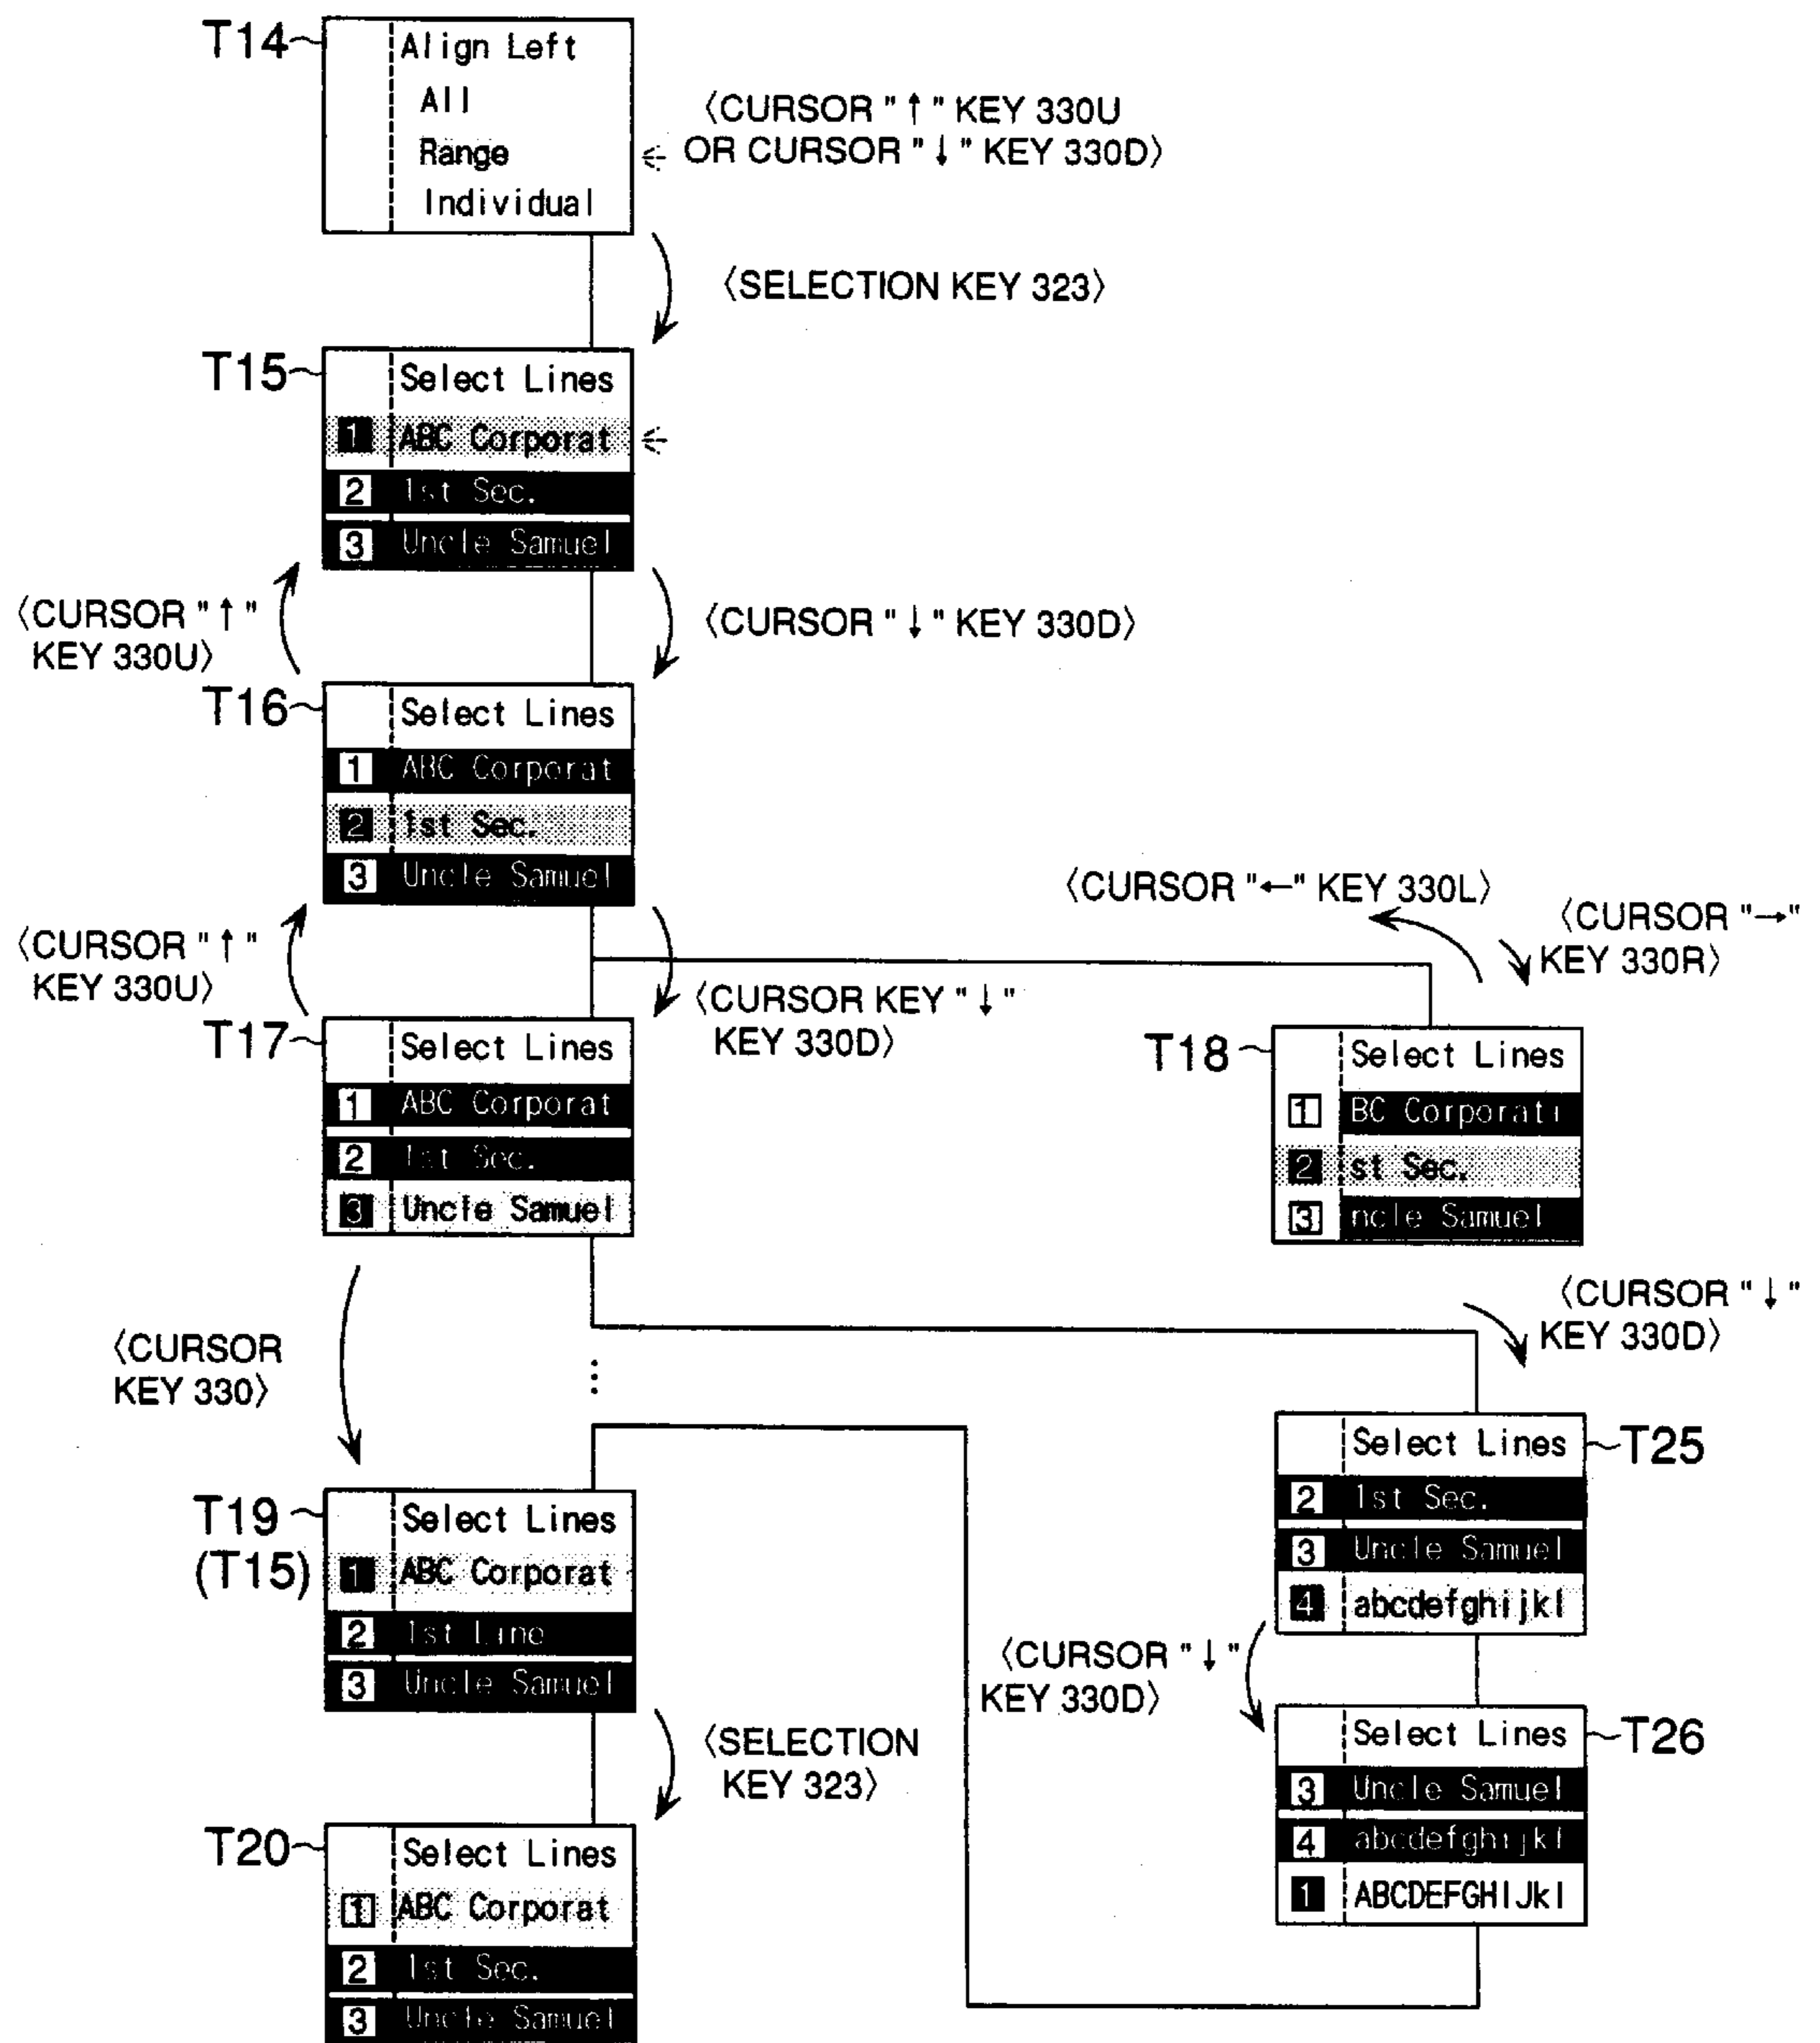 T14
Align Left
All
Range
Individual
〈CURSOR "↑" KEY 330U
OR CURSOR "↓" KEY 330D〉
〈SELECTION KEY 323〉
T15
Select Lines
1 ABC Corporat
2 1st Sec.
3 Uncle Samuel
〈CURSOR "↑"
KEY 330U〉
〈CURSOR "↓" KEY 330D〉
T16
Select Lines
1 ABC Corporat
2 1st Sec.
3 Uncle Samuel
〈CURSOR "↑"
KEY 330U〉
〈CURSOR KEY "↓"
KEY 330D〉
〈CURSOR "←" KEY 330L〉
〈CURSOR "→"
KEY 330R〉
T17
Select Lines
1 ABC Corporat
2 1st Sec.
3 Uncle Samuel
T18
Select Lines
1 BC Corporati
2 st Sec.
3 ncle Samuel
〈CURSOR
KEY 330〉
⋮
〈CURSOR "↓"
KEY 330D〉
T25
Select Lines
2 1st Sec.
3 Uncle Samuel
4 abcdefghijkl
〈CURSOR "↓"
KEY 330D〉
T26
Select Lines
3 Uncle Samuel
4 abcdefghijkl
1 ABCDEFGHIJkl
T19
(T15)
Select Lines
1 ABC Corporat
2 1st Line
3 Uncle Samuel
〈SELECTION
KEY 323〉
T20
Select Lines
1 ABC Corporat
2 1st Sec.
3 Uncle Samuel